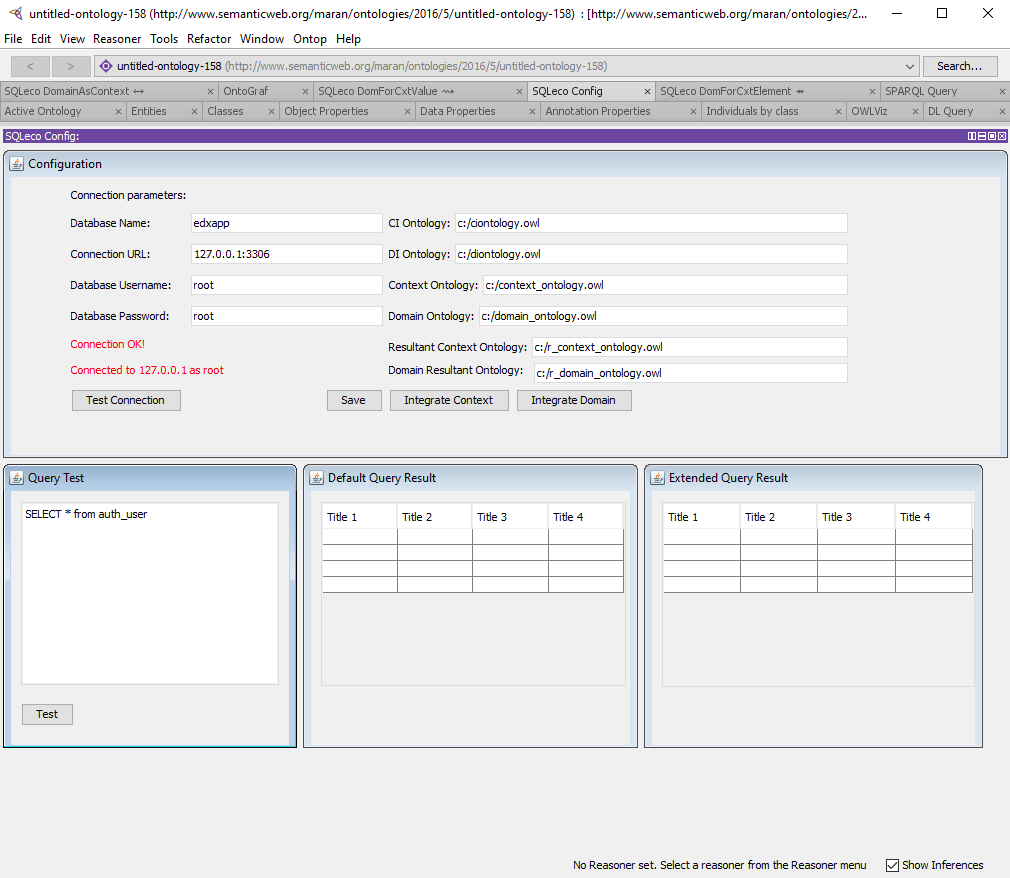 untitled-ontology-158 (http://www.semanticweb.org/maran/ontologies/2016/5/untitled-ontology-158) : [http://www.semanticweb.org/maran/ontologies/2...
File Edit View Reasoner Tools Refactor Window Ontop Help
< > untitled-ontology-158 (http://www.semanticweb.org/maran/ontologies/2016/5/untitled-ontology-158) Search...
SQLeco DomainAsContext ↔ × OntoGraf × SQLeco DomForCxtValue ⇝ × SQLeco Config × SQLeco DomForCxtElement ↠ × SPARQL Query ×
Active Ontology × Entities × Classes × Object Properties × Data Properties × Annotation Properties × Individuals by class × OWLViz × DL Query ×
SQLeco Config:
Configuration
Connection parameters:
Database Name: edxapp CI Ontology: c:/ciontology.owl
Connection URL: 127.0.0.1:3306 DI Ontology: c:/diontology.owl
Database Username: root Context Ontology: c:/context_ontology.owl
Database Password: root Domain Ontology: c:/domain_ontology.owl
Connection OK! Resultant Context Ontology: c:/r_context_ontology.owl
Connected to 127.0.0.1 as root Domain Resultant Ontology: c:/r_domain_ontology.owl
Test Connection Save Integrate Context Integrate Domain
Query Test Default Query Result Extended Query Result
SELECT * from auth_user
Title 1 Title 2 Title 3 Title 4 Title 1 Title 2 Title 3 Title 4
Test
No Reasoner set. Select a reasoner from the Reasoner menu Show Inferences